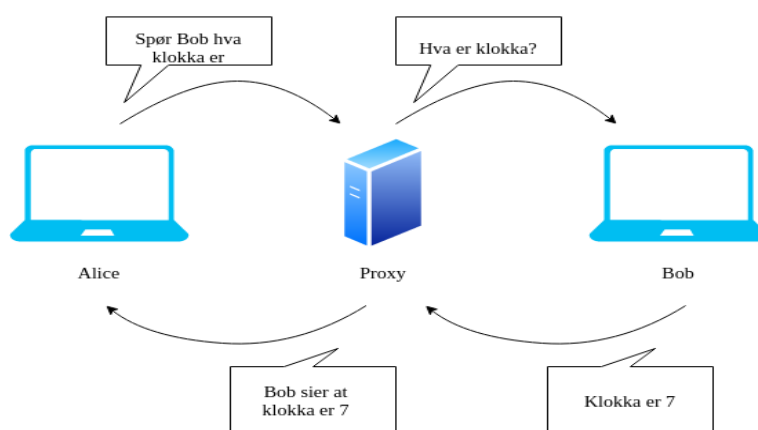 Spør Bob hva
klokka er
Hva er klokka?
Alice
Proxy
Bob
Bob sier at
klokka er 7
Klokka er 7